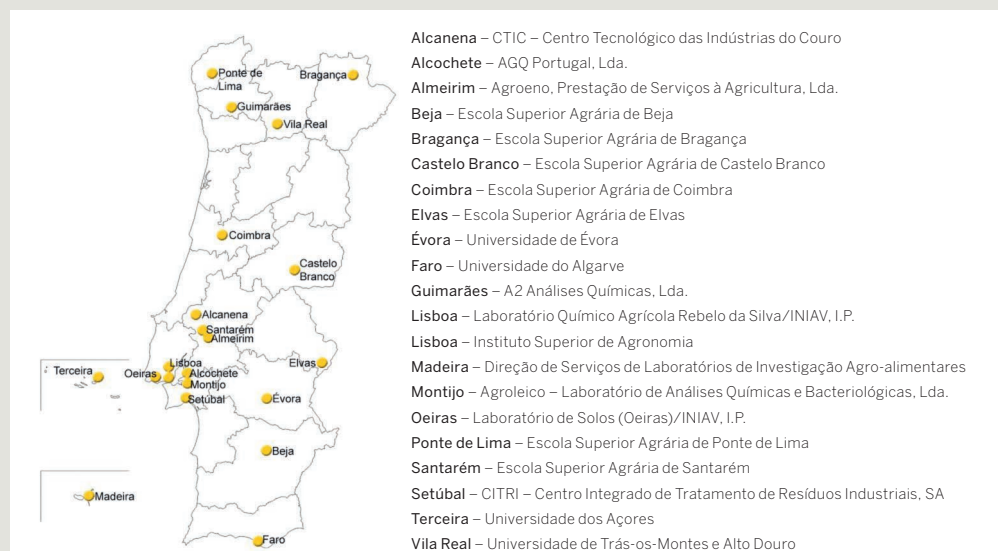 Ponte de
Lima
Bragança
Guimarães
Vila Real
Coimbra
Castelo
Branco
Alcanena
Santarém
Almeirim
Lisboa
Elvas
Terceira
Oeiras
Alcochete
Montijo
Setúbal
Évora
Beja
Madeira
Faro
Alcanena – CTIC – Centro Tecnológico das Indústrias do Couro
Alcochete – AGQ Portugal, Lda.
Almeirim – Agroeno, Prestação de Serviços à Agricultura, Lda.
Beja – Escola Superior Agrária de Beja
Bragança – Escola Superior Agrária de Bragança
Castelo Branco – Escola Superior Agrária de Castelo Branco
Coimbra – Escola Superior Agrária de Coimbra
Elvas – Escola Superior Agrária de Elvas
Évora – Universidade de Évora
Faro – Universidade do Algarve
Guimarães – A2 Análises Químicas, Lda.
Lisboa – Laboratório Químico Agrícola Rebelo da Silva/INIAV, I.P.
Lisboa – Instituto Superior de Agronomia
Madeira – Direção de Serviços de Laboratórios de Investigação Agro-alimentares
Montijo – Agroleico – Laboratório de Análises Químicas e Bacteriológicas, Lda.
Oeiras – Laboratório de Solos (Oeiras)/INIAV, I.P.
Ponte de Lima – Escola Superior Agrária de Ponte de Lima
Santarém – Escola Superior Agrária de Santarém
Setúbal – CITRI – Centro Integrado de Tratamento de Resíduos Industriais, SA
Terceira – Universidade dos Açores
Vila Real – Universidade de Trás-os-Montes e Alto Douro